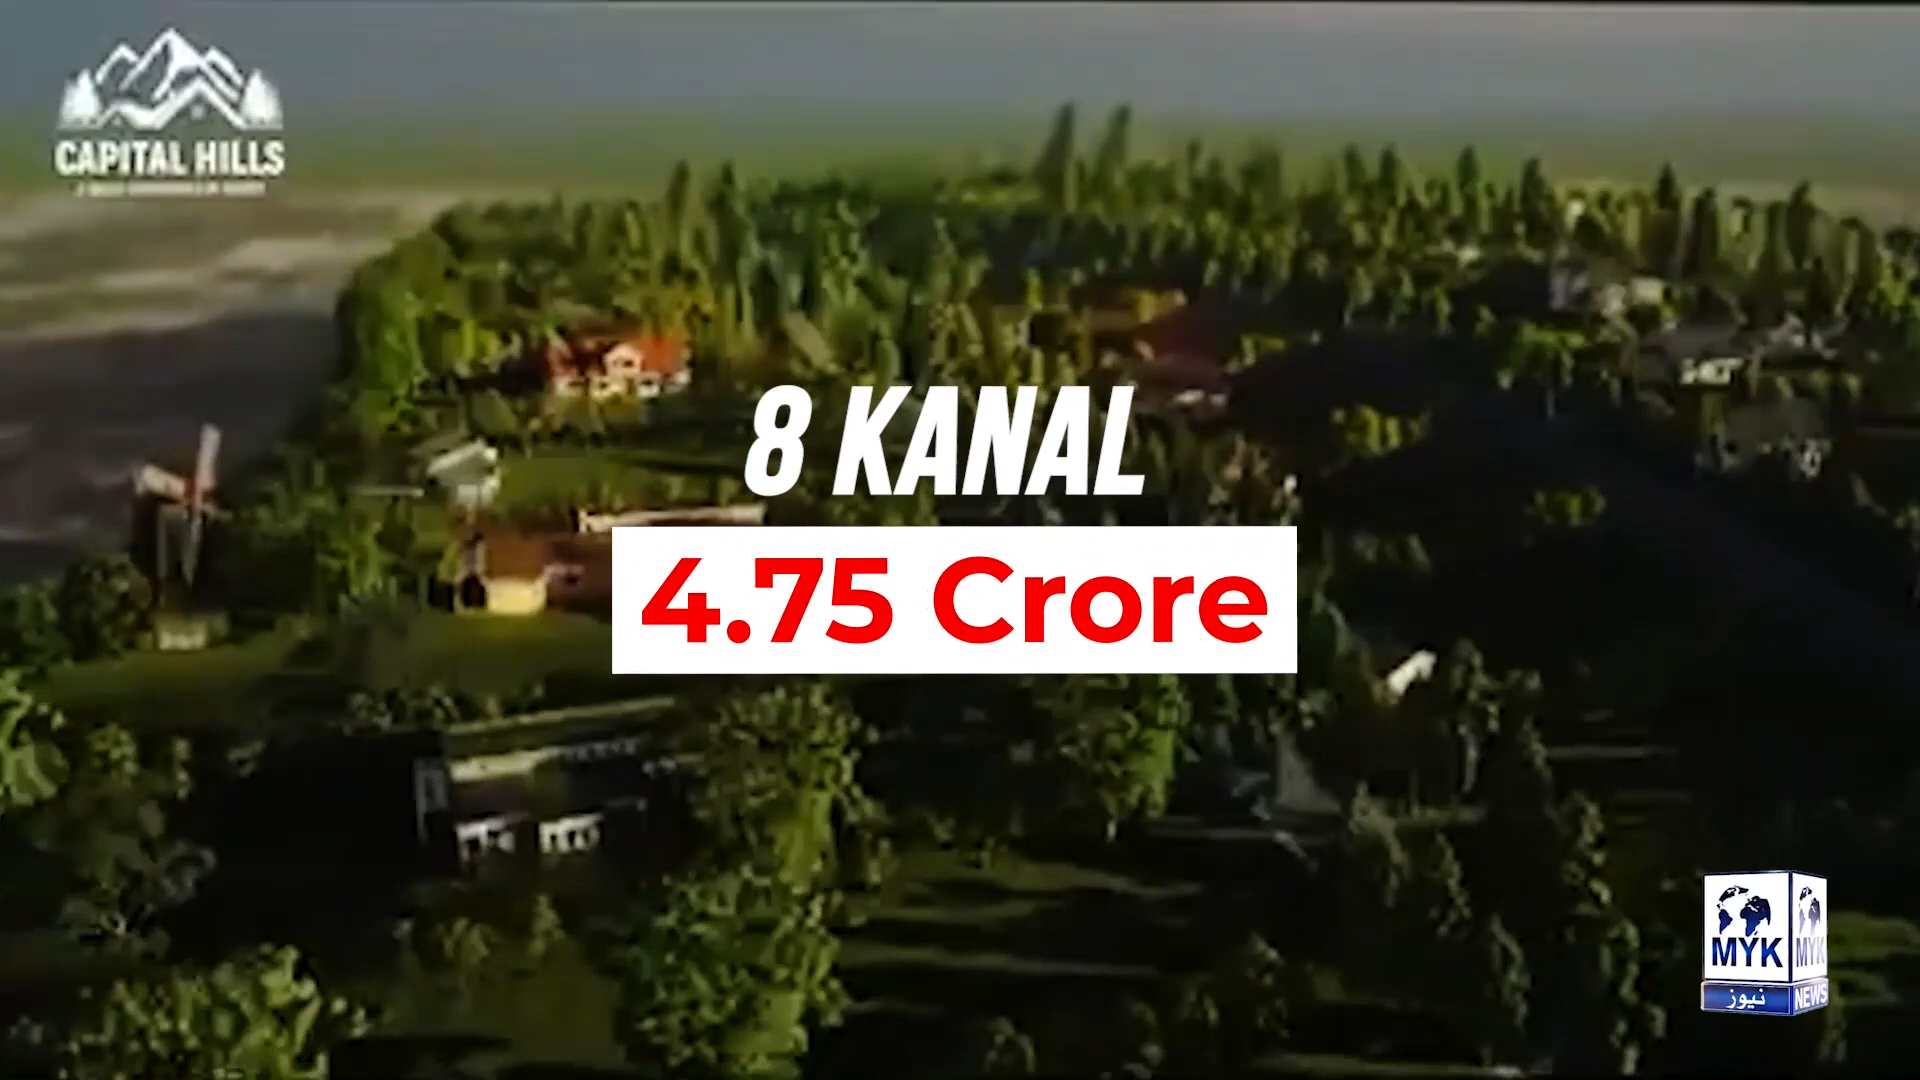 CAPITAL HILLS
8 KANAL
4.75 Crore
MYK
MYK
نیوز
NEWS